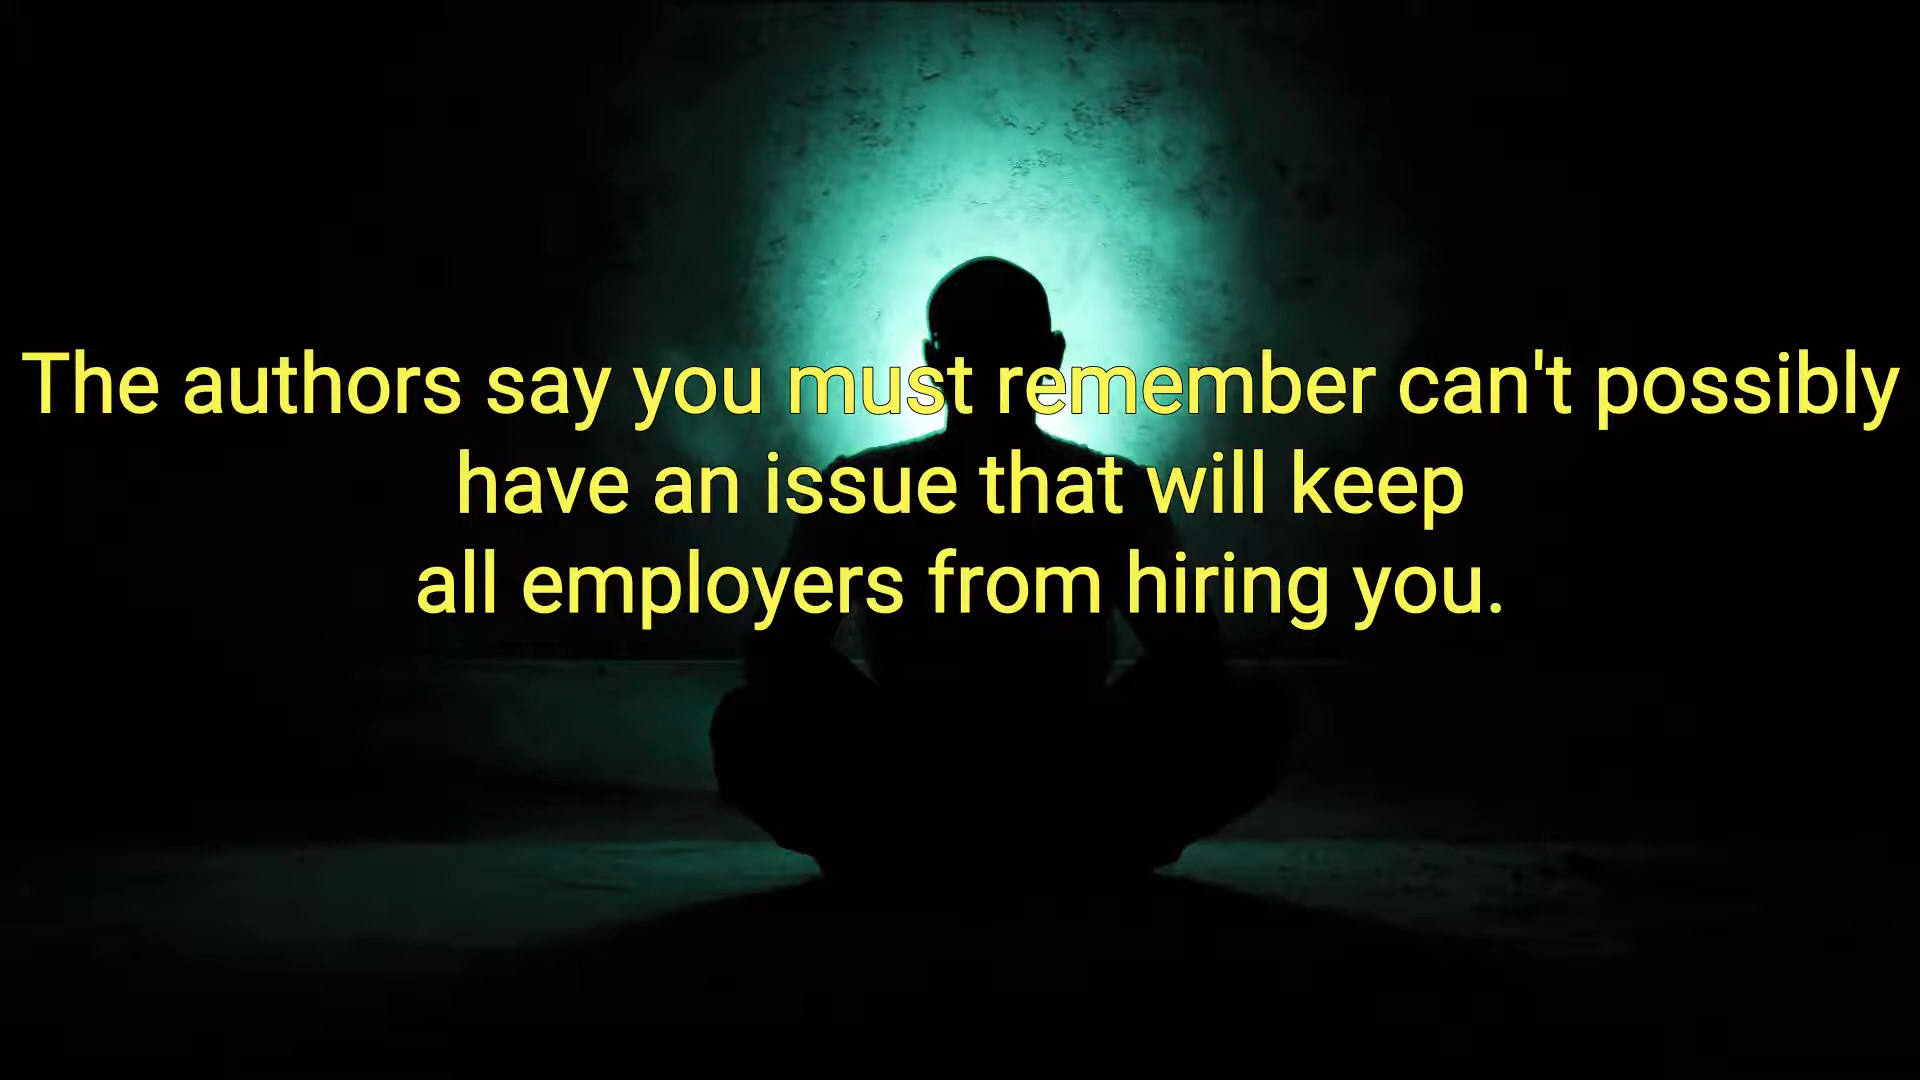 The authors say you must remember can't possibly
have an issue that will keep
all employers from hiring you.